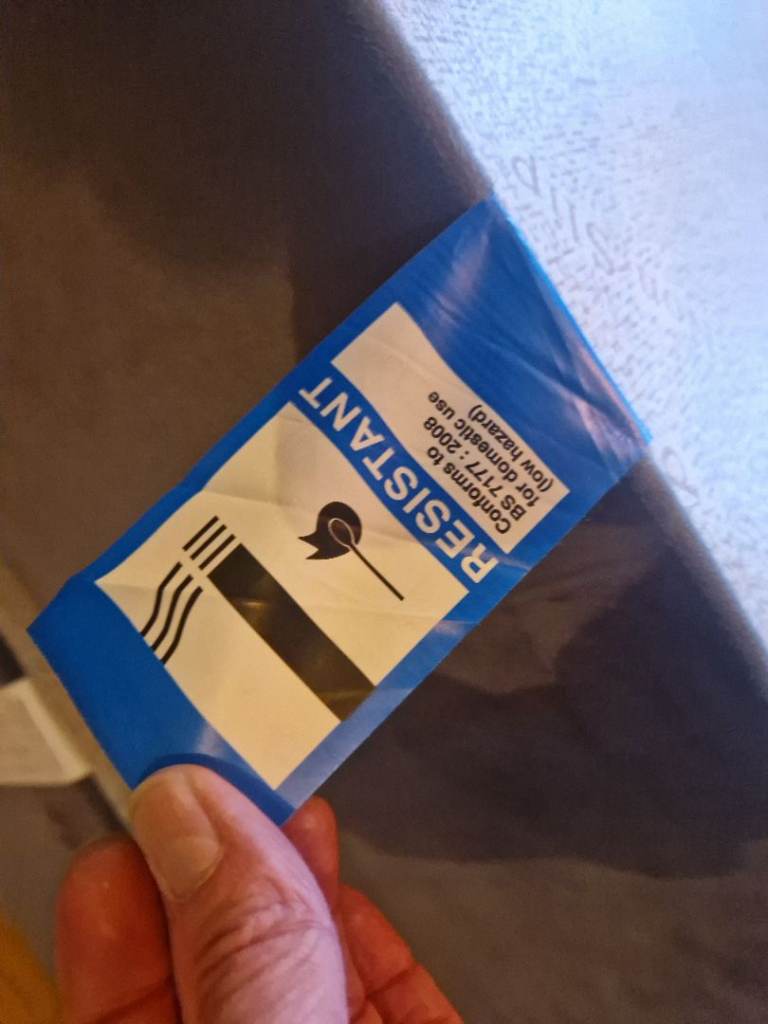 RESISTANT
Conforms to
BS 7177 : 2008
for domestic use
(low hazard)